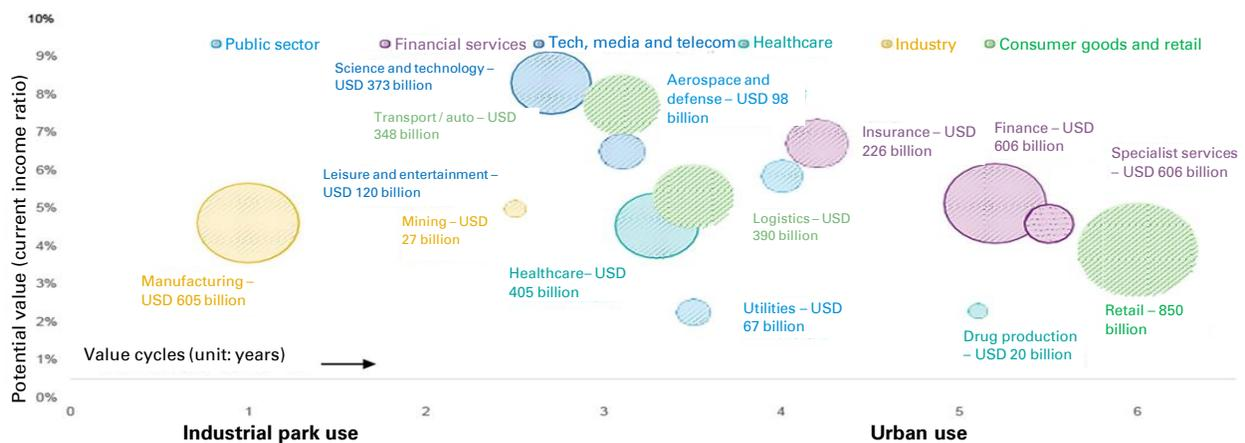 10%
Public sector
Financial services
Tech, media and telecom
Healthcare
Industry
Consumer goods and retail
9%
8%
7%
6%
5%
4%
3%
2%
1%
0%
Potential value (current income ratio)
Science and technology –
USD 373 billion
Transport / auto – USD
348 billion
Leisure and entertainment –
USD 120 billion
Mining – USD
27 billion
Manufacturing –
USD 605 billion
Healthcare– USD
405 billion
Aerospace and
defense – USD 98
billion
Insurance – USD
226 billion
Finance – USD
606 billion
Specialist services
– USD 606 billion
Logistics – USD
390 billion
Utilities – USD
67 billion
Drug production
– USD 20 billion
Retail – 850
billion
Value cycles (unit: years)
0
1
2
3
4
5
6
Industrial park use
Urban use